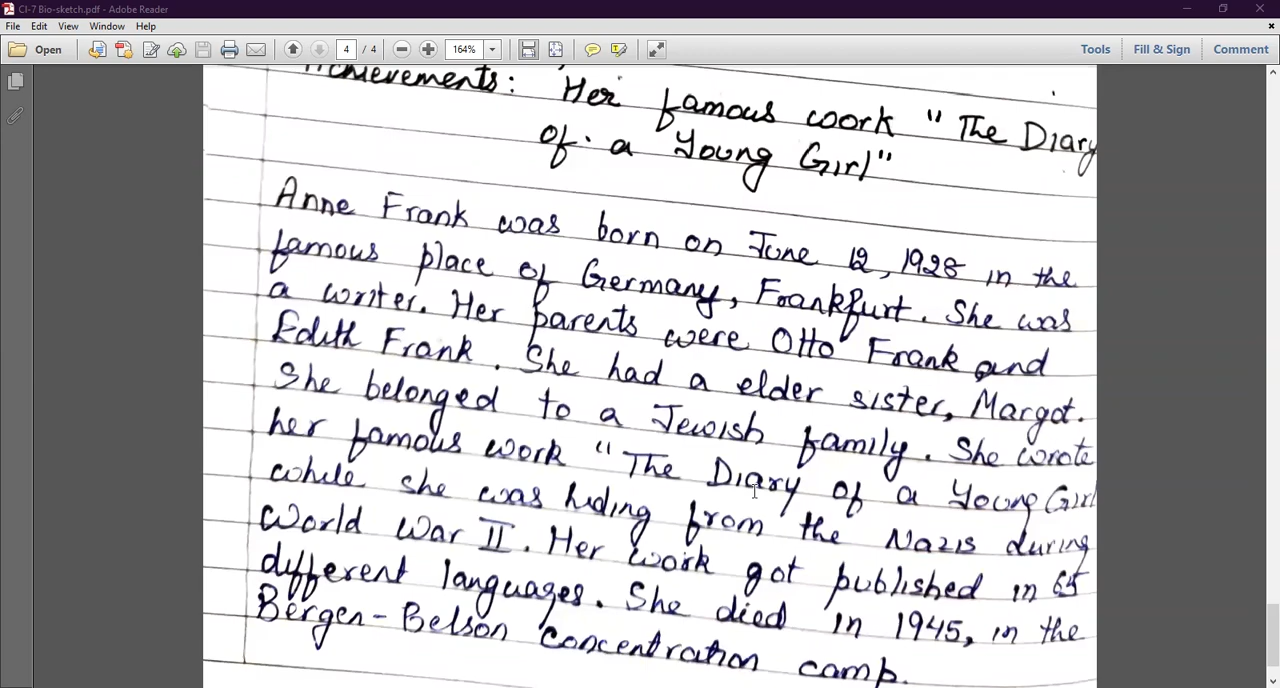 CI-7 Bio-sketch.pdf - Adobe Reader
File Edit View Window Help
Open 4 / 4 164% Tools Fill & Sign Comment
Achievements: Her famous work "The Diary
of a Young Girl"
Anne Frank was born on June 12, 1928 in the
famous place of Germany, Frankfurt. She was
a writer. Her parents were Otto Frank and
Edith Frank. She had a elder sister, Margot.
She belonged to a Jewish family. She wrote
her famous work "The Diary of a Young Girl
while she was hiding from the Nazis during
World War II. Her work got published in 65
different languages. She died in 1945, in the
Bergen-Belson concentration camp.